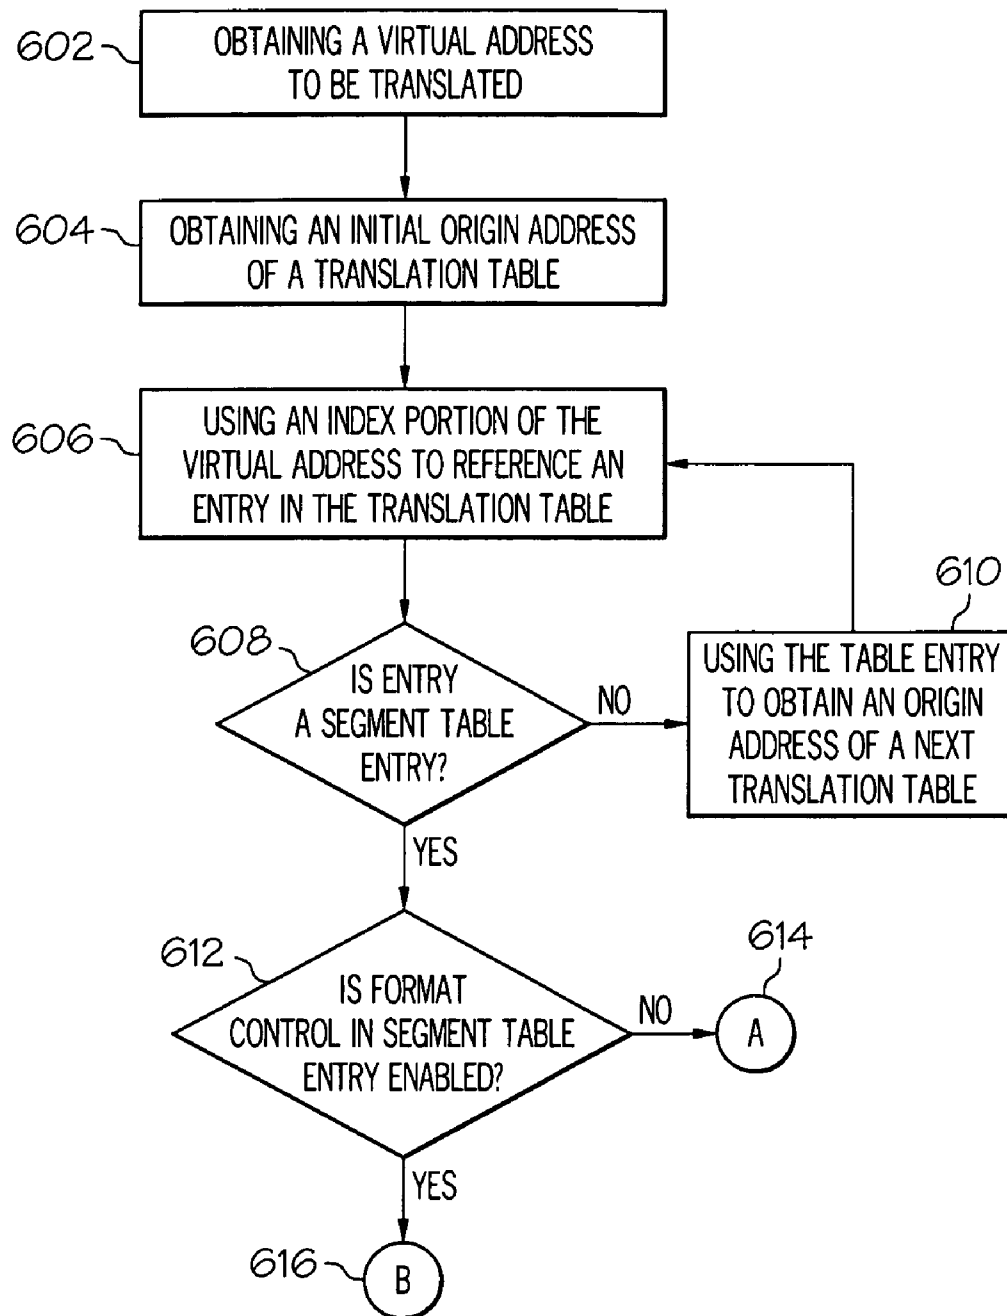 602
OBTAINING A VIRTUAL ADDRESS
TO BE TRANSLATED
604
OBTAINING AN INITIAL ORIGIN ADDRESS
OF A TRANSLATION TABLE
606
USING AN INDEX PORTION OF THE
VIRTUAL ADDRESS TO REFERENCE AN
ENTRY IN THE TRANSLATION TABLE
608
IS ENTRY
A SEGMENT TABLE
ENTRY?
NO
610
USING THE TABLE ENTRY
TO OBTAIN AN ORIGIN
ADDRESS OF A NEXT
TRANSLATION TABLE
YES
612
IS FORMAT
CONTROL IN SEGMENT TABLE
ENTRY ENABLED?
NO
614
A
YES
616
B